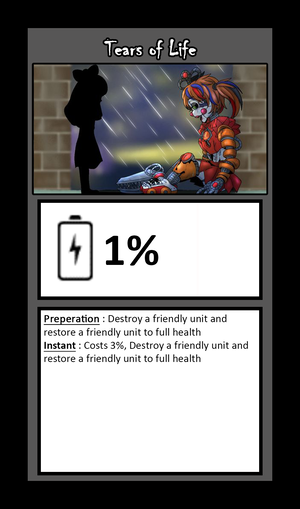 Tears of Life
1%
Preperation : Destroy a friendly unit and
restore a friendly unit to full health
Instant : Costs 3%, Destroy a friendly unit and
restore a friendly unit to full health